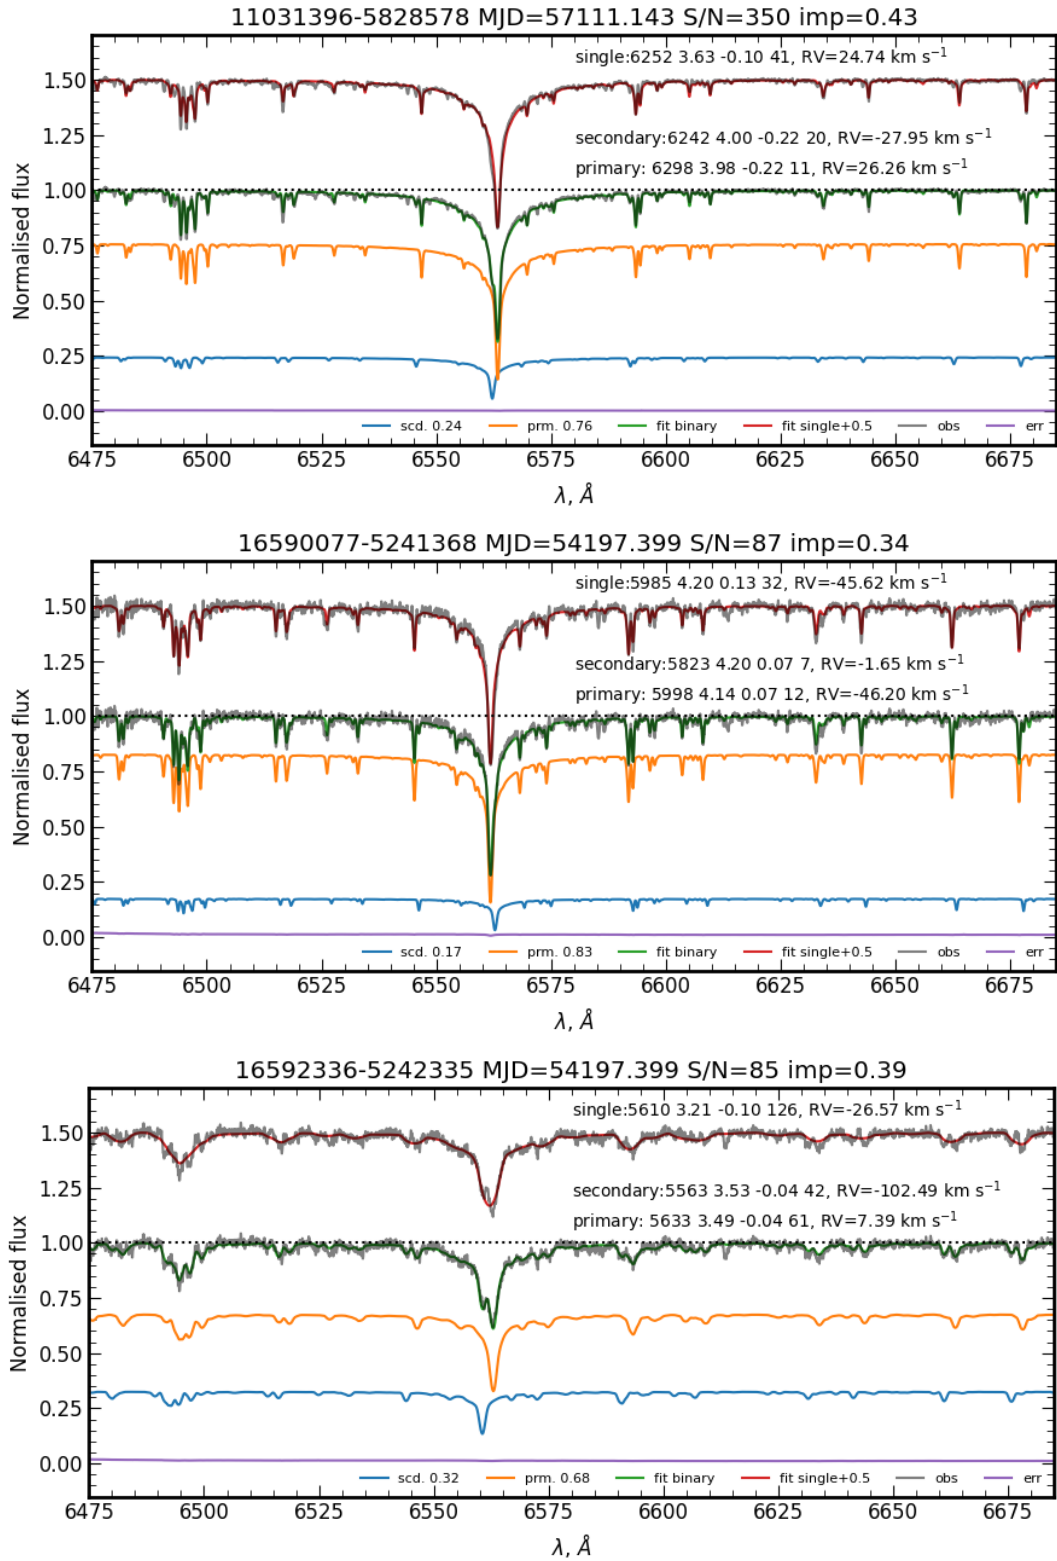 11031396-5828578 MJD=57111.143 S/N=350 imp=0.43
single:6252 3.63 -0.10 41, RV=24.74 km s⁻¹
secondary:6242 4.00 -0.22 20, RV=-27.95 km s⁻¹
primary: 6298 3.98 -0.22 11, RV=26.26 km s⁻¹
Normalised flux
1.50
1.25
1.00
0.75
0.50
0.25
0.00
scd. 0.24 prm. 0.76 fit binary fit single+0.5 obs err
6475 6500 6525 6550 6575 6600 6625 6650 6675
λ, Å
16590077-5241368 MJD=54197.399 S/N=87 imp=0.34
single:5985 4.20 0.13 32, RV=-45.62 km s⁻¹
secondary:5823 4.20 0.07 7, RV=-1.65 km s⁻¹
primary: 5998 4.14 0.07 12, RV=-46.20 km s⁻¹
Normalised flux
1.50
1.25
1.00
0.75
0.50
0.25
0.00
scd. 0.17 prm. 0.83 fit binary fit single+0.5 obs err
6475 6500 6525 6550 6575 6600 6625 6650 6675
λ, Å
16592336-5242335 MJD=54197.399 S/N=85 imp=0.39
single:5610 3.21 -0.10 126, RV=-26.57 km s⁻¹
secondary:5563 3.53 -0.04 42, RV=-102.49 km s⁻¹
primary: 5633 3.49 -0.04 61, RV=7.39 km s⁻¹
Normalised flux
1.50
1.25
1.00
0.75
0.50
0.25
0.00
scd. 0.32 prm. 0.68 fit binary fit single+0.5 obs err
6475 6500 6525 6550 6575 6600 6625 6650 6675
λ, Å